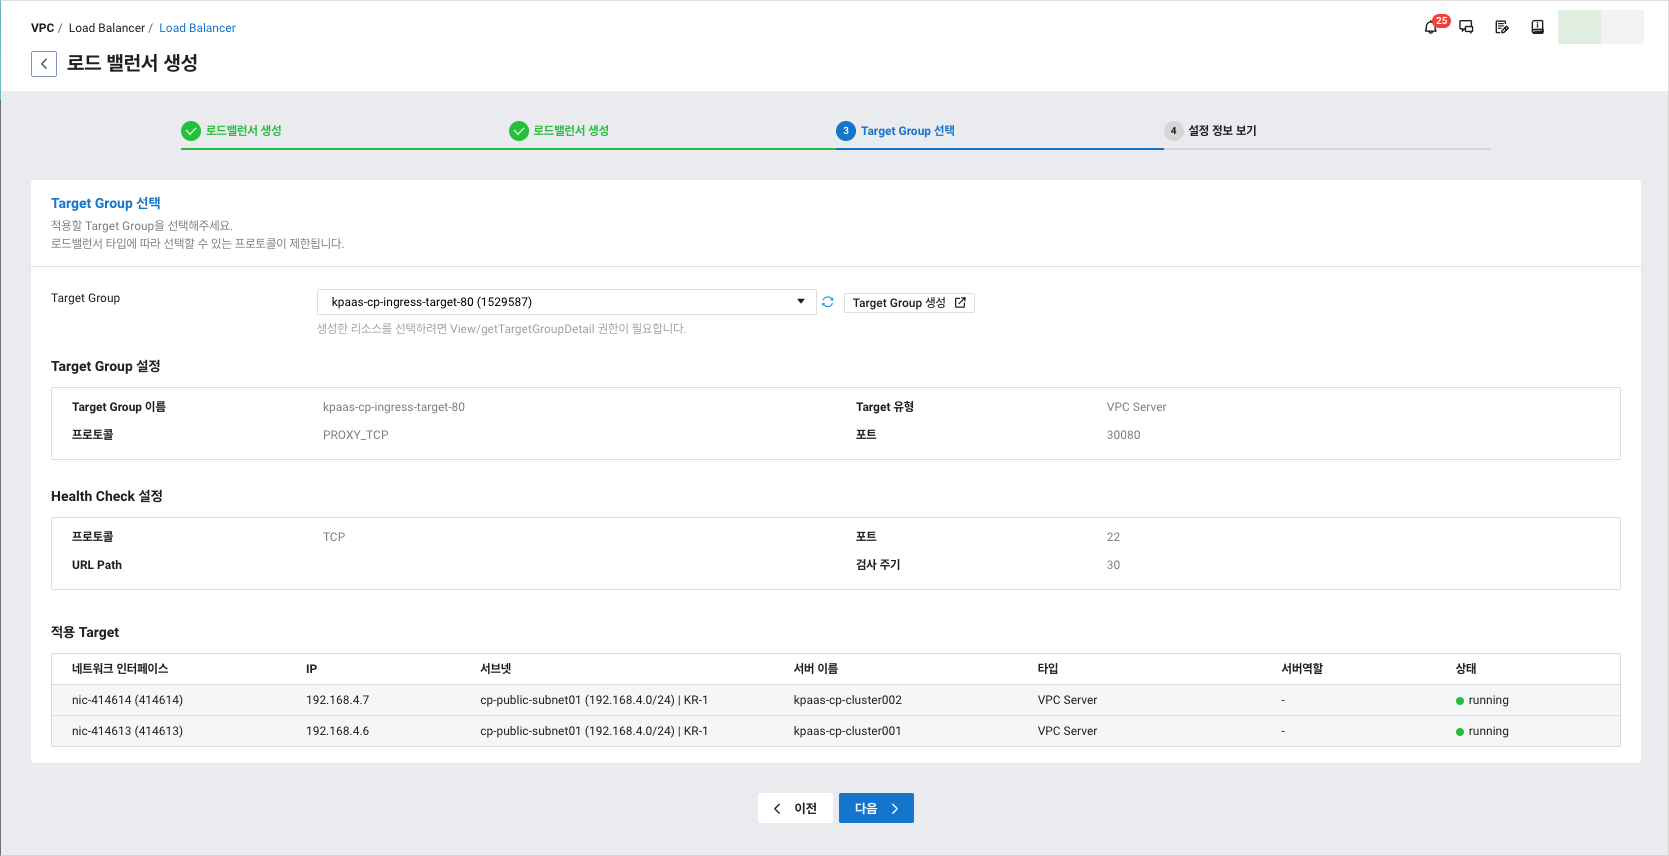 VPC / Load Balancer / Load Balancer
25
로드 밸런서 생성
로드밸런서 생성
로드밸런서 생성
3 Target Group 선택
4 설정 정보 보기
Target Group 선택
적용할 Target Group을 선택해주세요.
로드밸런서 타입에 따라 선택할 수 있는 프로토콜이 제한됩니다.
Target Group kpaas-cp-ingress-target-80 (1529587) Target Group 생성
생성한 리소스를 선택하려면 View/getTargetGroupDetail 권한이 필요합니다.
Target Group 설정
Target Group 이름 kpaas-cp-ingress-target-80 Target 유형 VPC Server
프로토콜 PROXY_TCP 포트 30080
Health Check 설정
프로토콜 TCP 포트 22
URL Path 검사 주기 30
적용 Target
네트워크 인터페이스 IP 서브넷 서버 이름 타입 서버역할 상태
nic-414614 (414614) 192.168.4.7 cp-public-subnet01 (192.168.4.0/24) | KR-1 kpaas-cp-cluster002 VPC Server - running
nic-414613 (414613) 192.168.4.6 cp-public-subnet01 (192.168.4.0/24) | KR-1 kpaas-cp-cluster001 VPC Server - running
이전 다음